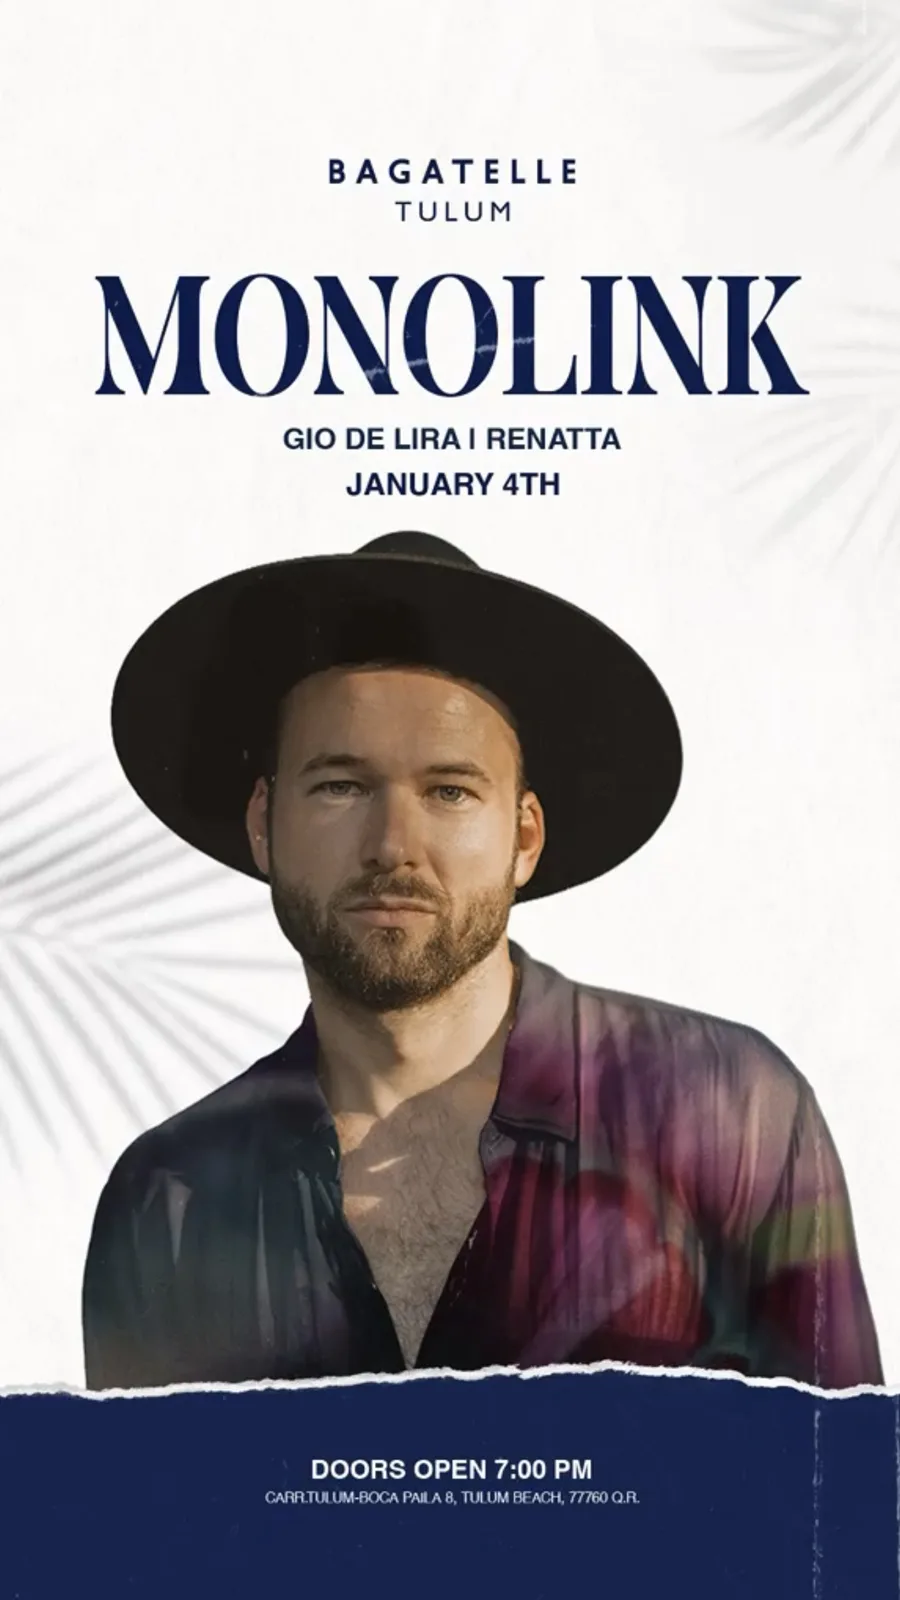 BAGATELLE
TULUM
MONOLINK
GIO DE LIRA | RENATTA
JANUARY 4TH
DOORS OPEN 7:00 PM
CARR.TULUM-BOCA PAILA 8, TULUM BEACH, 77760 Q.R.